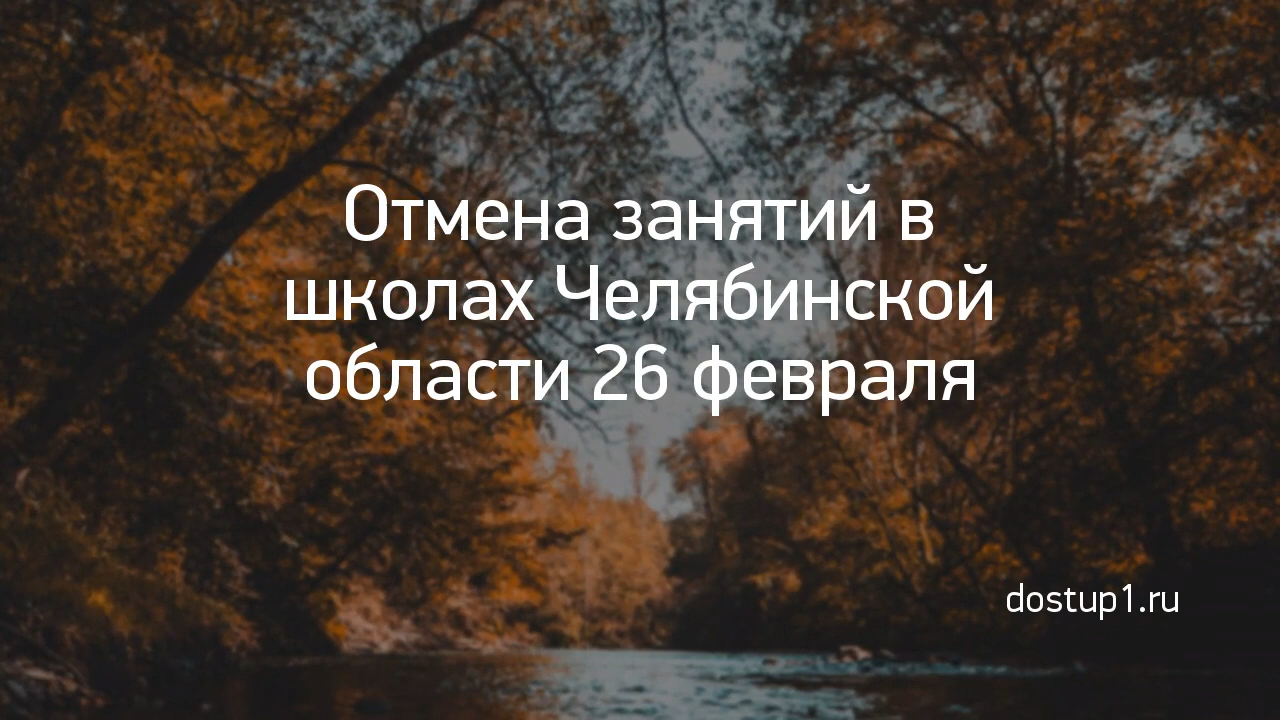 Отмена занятий в
школах Челябинской
области 26 февраля
dostup1.ru